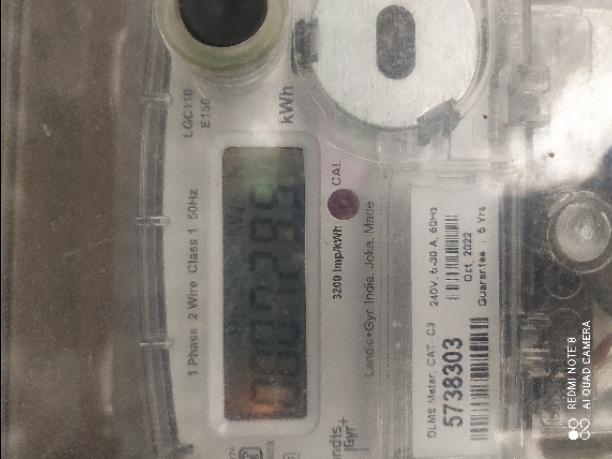 LGC110
E150
kWh
1 Phase 2 Wire Class 1 50Hz
CAL
3200 Imp/kWh
Landis+Gyr, India, Joka, Made
ndis+
Gyr
DLMS Meter, CAT- C3
240V, 5-30 A, 50Hz
5738303
Oct, 2022
Guarantee : 5 Yrs
REDMI NOTE 8
AI QUAD CAMERA